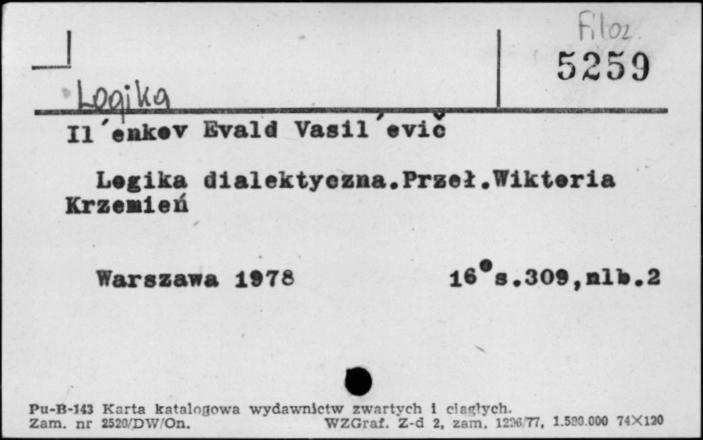 Filoz.
5259
Logika
Il´enkov Evald Vasil´evič
Logika dialektyczna.Przeł.Wiktoria
Krzemień
Warszawa 1978 16° s.309,nlb.2
Pu-B-143 Karta katalogowa wydawnictw zwartych i ciągłych.
Zam. nr 2520/DW/On. WZGraf. Z-d 2, zam. 1236/77, 1.580.000 74X120